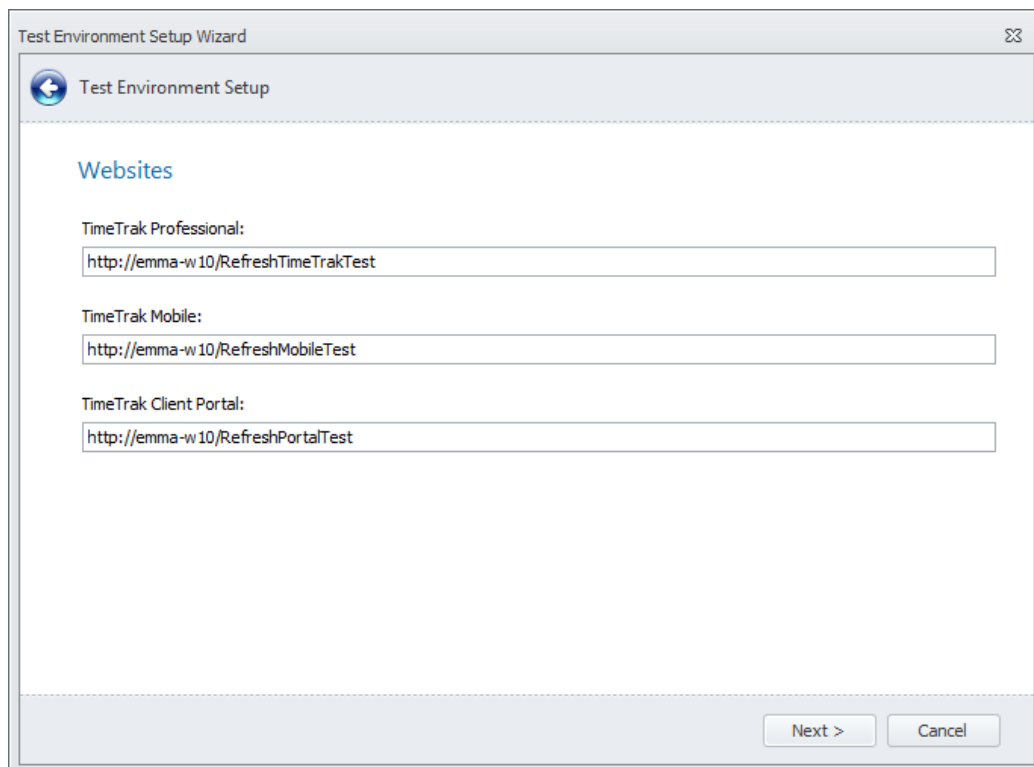 Test Environment Setup Wizard
Test Environment Setup
Websites
TimeTrak Professional:
http://emma-w10/RefreshTimeTrakTest
TimeTrak Mobile:
http://emma-w10/RefreshMobileTest
TimeTrak Client Portal:
http://emma-w10/RefreshPortalTest
Next > Cancel